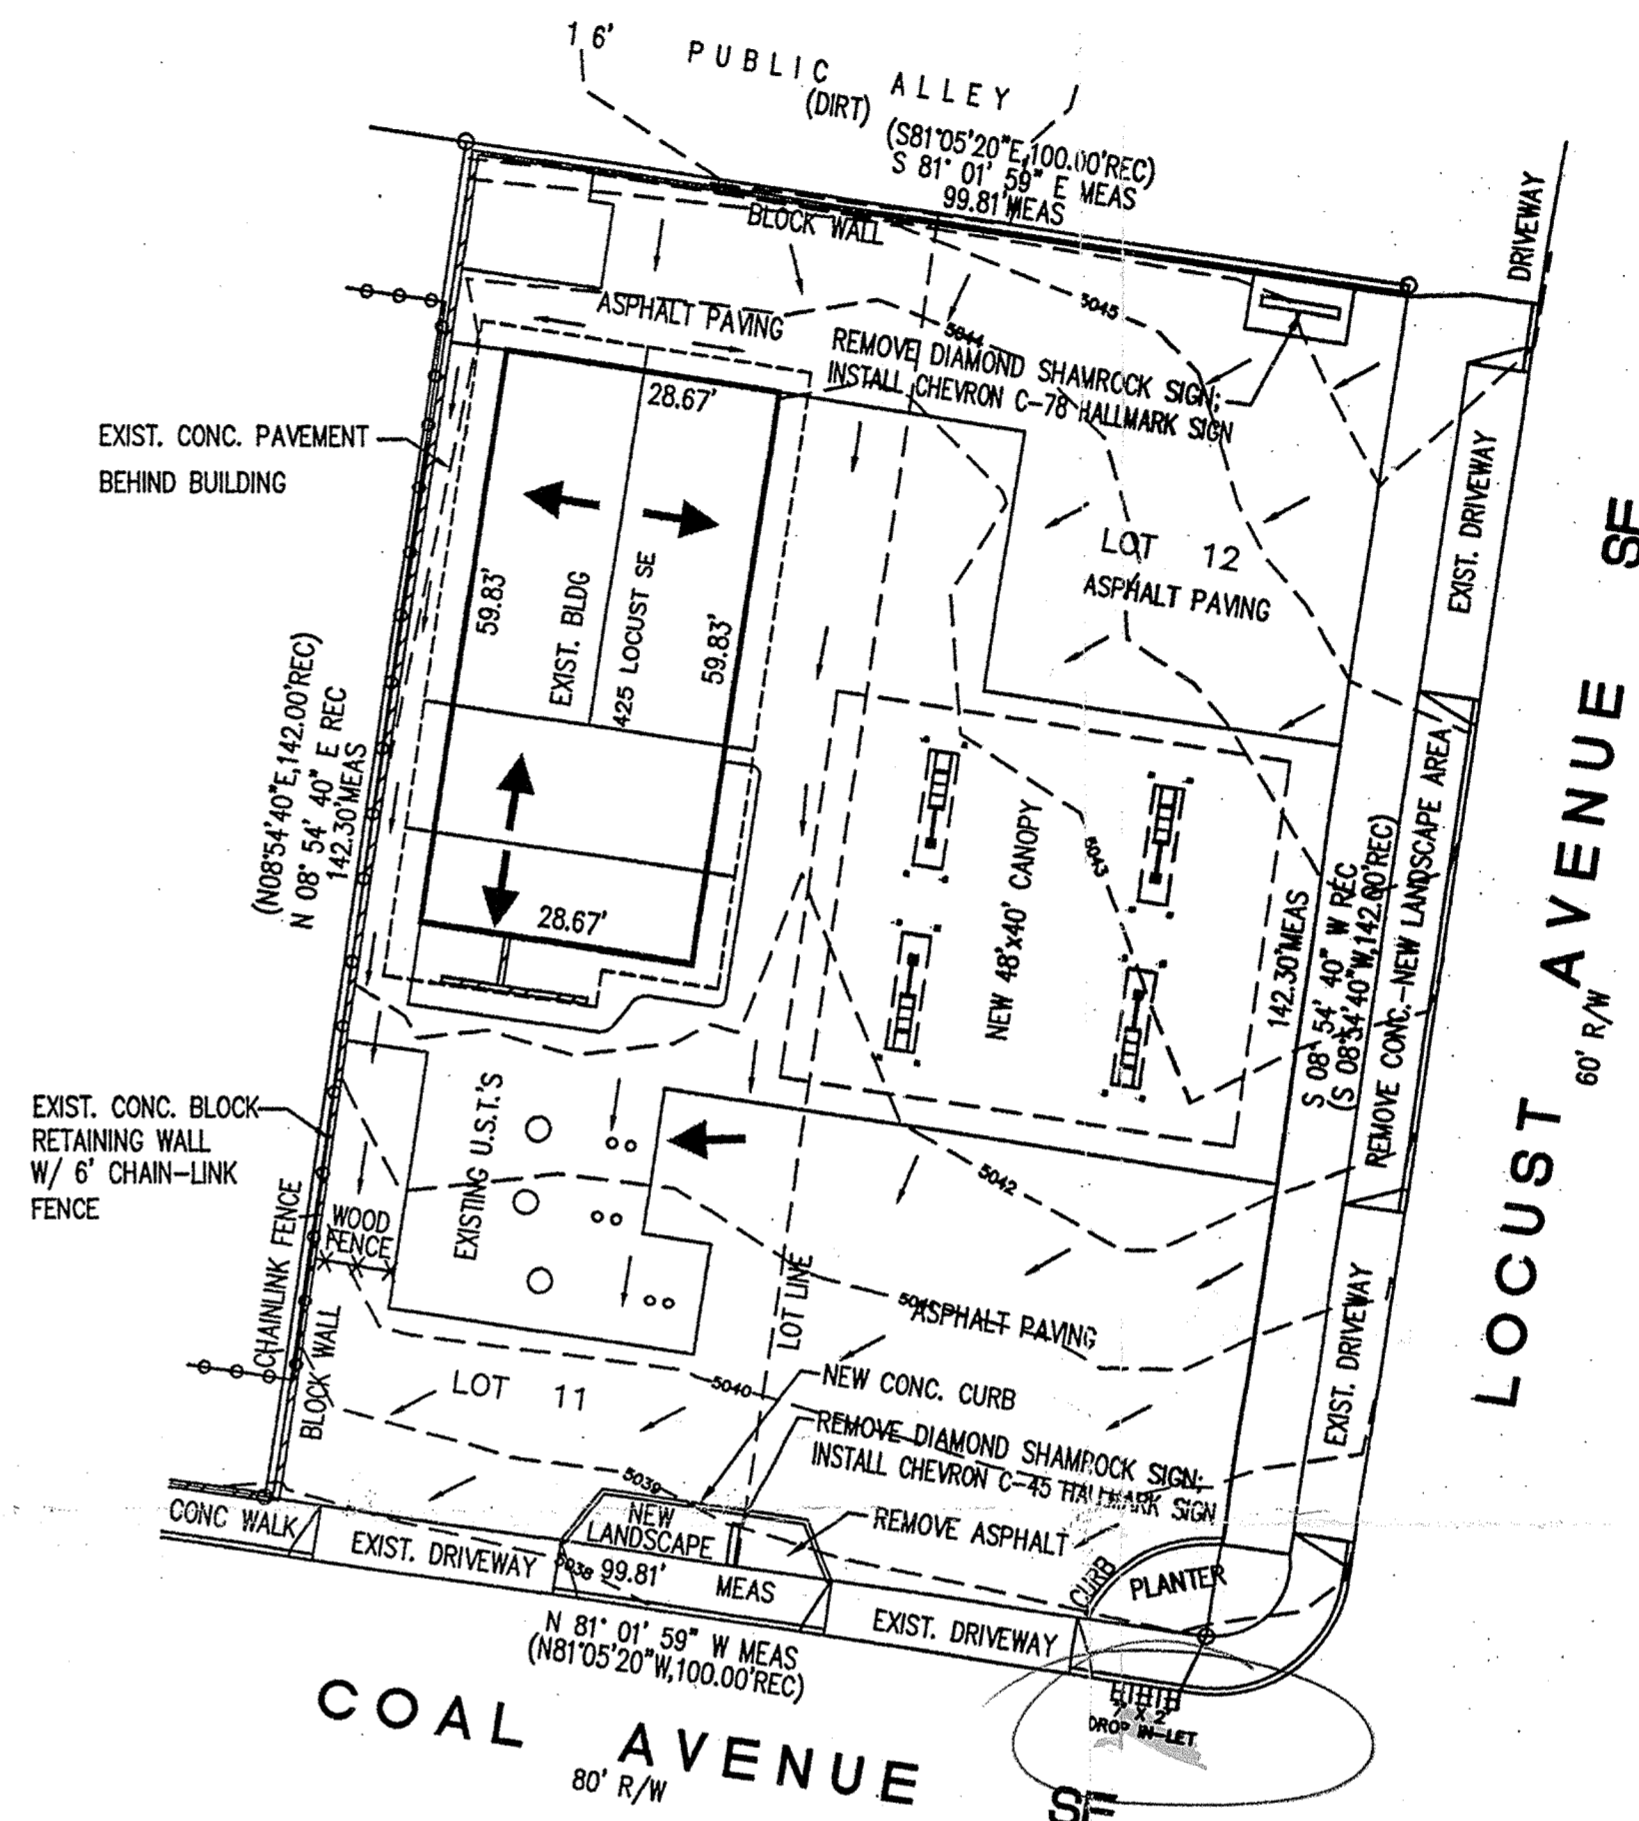 16'
PUBLIC ALLEY
(DIRT)
(S81°05'20"E,100.00'REC)
S 81° 01' 59" E MEAS
99.81'MEAS
BLOCK WALL
DRIVEWAY
ASPHALT PAVING
5045
5044
REMOVE DIAMOND SHAMROCK SIGN;
INSTALL CHEVRON C-78 HALLMARK SIGN
28.67'
EXIST. CONC. PAVEMENT
BEHIND BUILDING
EXIST. DRIVEWAY
LOT 12
ASPHALT PAVING
59.83'
EXIST. BLDG
425 LOCUST SE
59.83'
(N08°54'40"E,142.00'REC)
N 08° 54' 40" E REC
142.30'MEAS
28.67'
NEW 48'x40' CANOPY
5043
142.30'MEAS
S 08° 54' 40" W REC
(S 08°54'40"W,142.00'REC)
REMOVE CONC.-NEW LANDSCAPE AREA
LOCUST AVENUE SE
60' R/W
EXIST. CONC. BLOCK
RETAINING WALL
W/ 6' CHAIN-LINK
FENCE
CHAINLINK FENCE
WOOD
FENCE
EXISTING U.S.T.'S
5042
LOT LINE
ASPHALT PAVING
BLOCK WALL
LOT 11
5040
NEW CONC. CURB
REMOVE DIAMOND SHAMROCK SIGN;
INSTALL CHEVRON C-45 HALLMARK SIGN
EXIST. DRIVEWAY
5039
NEW
LANDSCAPE
REMOVE ASPHALT
CURB
PLANTER
CONC WALK
EXIST. DRIVEWAY
5038
99.81' MEAS
EXIST. DRIVEWAY
N 81° 01' 59" W MEAS
(N81°05'20"W,100.00'REC)
7' X 2'
DROP IN-LET
COAL AVENUE SE
80' R/W